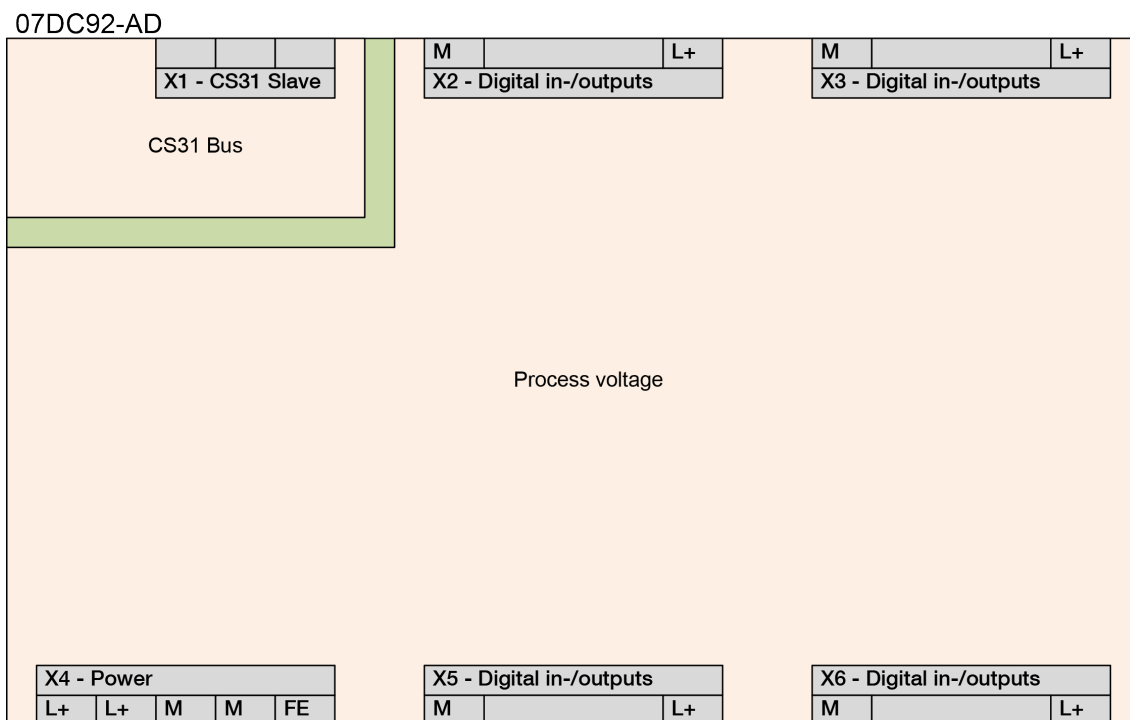 07DC92-AD
M L+ M L+
X1 - CS31 Slave X2 - Digital in-/outputs X3 - Digital in-/outputs
CS31 Bus
Process voltage
X4 - Power X5 - Digital in-/outputs X6 - Digital in-/outputs
L+ L+ M M FE M L+ M L+